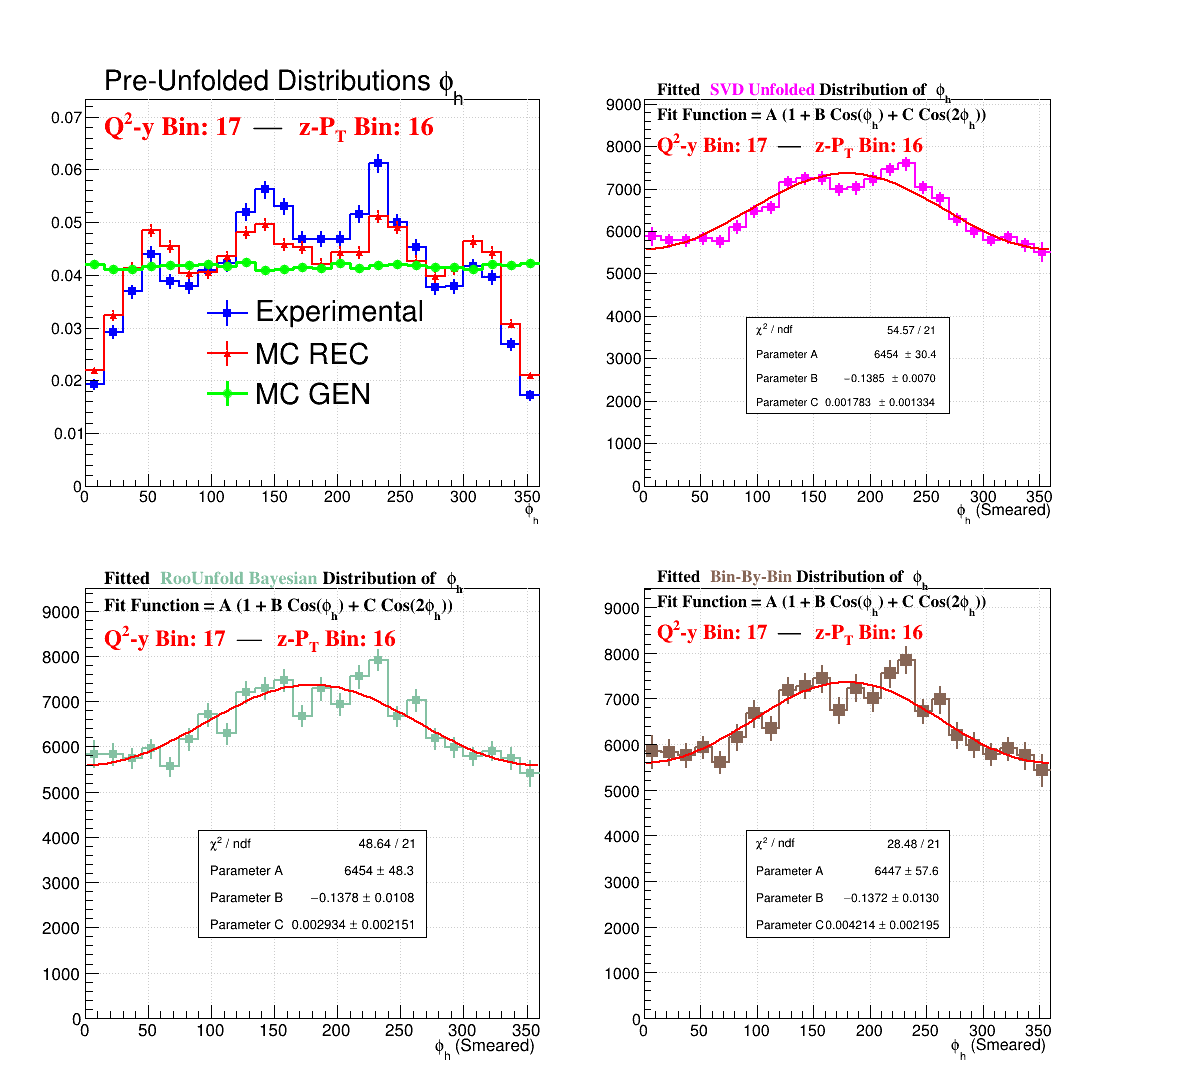 Pre-Unfolded Distributions ϕh
Q²-y Bin: 17 — z-PT Bin: 16
0.07
0.06
0.05
0.04
0.03
0.02
0.01
0
Experimental
MC REC
MC GEN
0 50 100 150 200 250 300 350
ϕh
Fitted SVD Unfolded Distribution of ϕh
Fit Function = A (1 + B Cos(ϕh) + C Cos(2ϕh))
Q²-y Bin: 17 — z-PT Bin: 16
9000
8000
7000
6000
5000
4000
3000
2000
1000
0
χ² / ndf 54.57 / 21
Parameter A 6454 ± 30.4
Parameter B −0.1385 ± 0.0070
Parameter C 0.001783 ± 0.001334
0 50 100 150 200 250 300 350
ϕh (Smeared)
Fitted RooUnfold Bayesian Distribution of ϕh
Fit Function = A (1 + B Cos(ϕh) + C Cos(2ϕh))
Q²-y Bin: 17 — z-PT Bin: 16
9000
8000
7000
6000
5000
4000
3000
2000
1000
0
χ² / ndf 48.64 / 21
Parameter A 6454 ± 48.3
Parameter B −0.1378 ± 0.0108
Parameter C 0.002934 ± 0.002151
0 50 100 150 200 250 300 350
ϕh (Smeared)
Fitted Bin-By-Bin Distribution of ϕh
Fit Function = A (1 + B Cos(ϕh) + C Cos(2ϕh))
Q²-y Bin: 17 — z-PT Bin: 16
9000
8000
7000
6000
5000
4000
3000
2000
1000
0
χ² / ndf 28.48 / 21
Parameter A 6447 ± 57.6
Parameter B −0.1372 ± 0.0130
Parameter C 0.004214 ± 0.002195
0 50 100 150 200 250 300 350
ϕh (Smeared)